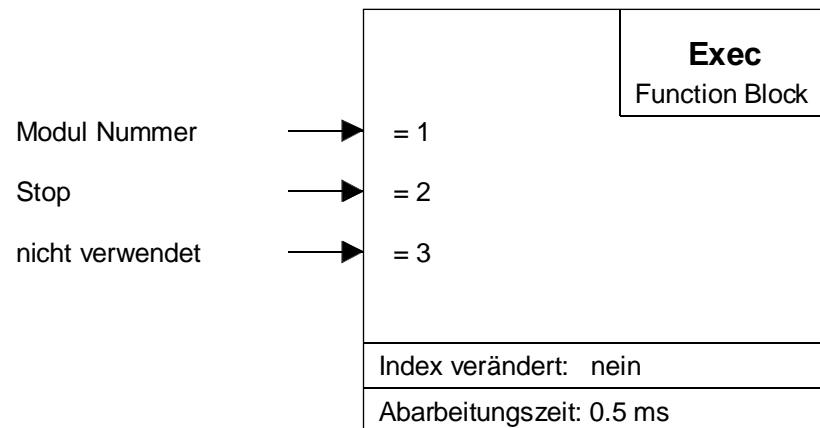 Exec
Function Block
Modul Nummer = 1
Stop = 2
nicht verwendet = 3
Index verändert: nein
Abarbeitungszeit: 0.5 ms